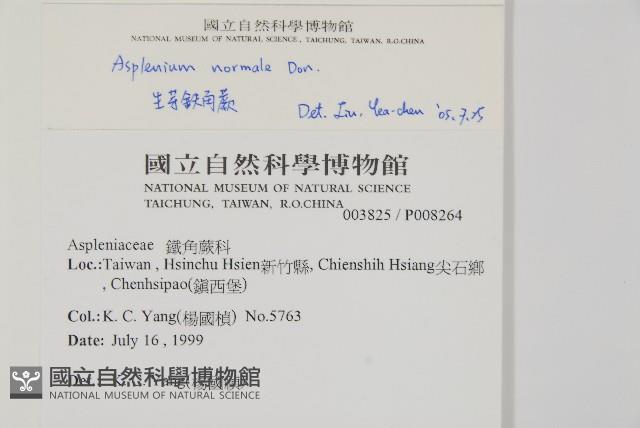 國立自然科學博物館
NATIONAL MUSEUM OF NATURAL SCIENCE, TAICHUNG, TAIWAN, R.O.CHINA
Asplenium normale Don.
生芽鉄角蕨
Det. Liu, Yea-chen '05.7.25
國立自然科學博物館
NATIONAL MUSEUM OF NATURAL SCIENCE
TAICHUNG, TAIWAN, R.O.CHINA
003825 / P008264
Aspleniaceae 鐵角蕨科
Loc.:Taiwan , Hsinchu Hsien新竹縣, Chienshih Hsiang尖石鄉
, Chenhsipao(鎮西堡)
Col.:K. C. Yang(楊國楨) No.5763
Date: July 16 , 1999
國立自然科學博物館
NATIONAL MUSEUM OF NATURAL SCIENCE